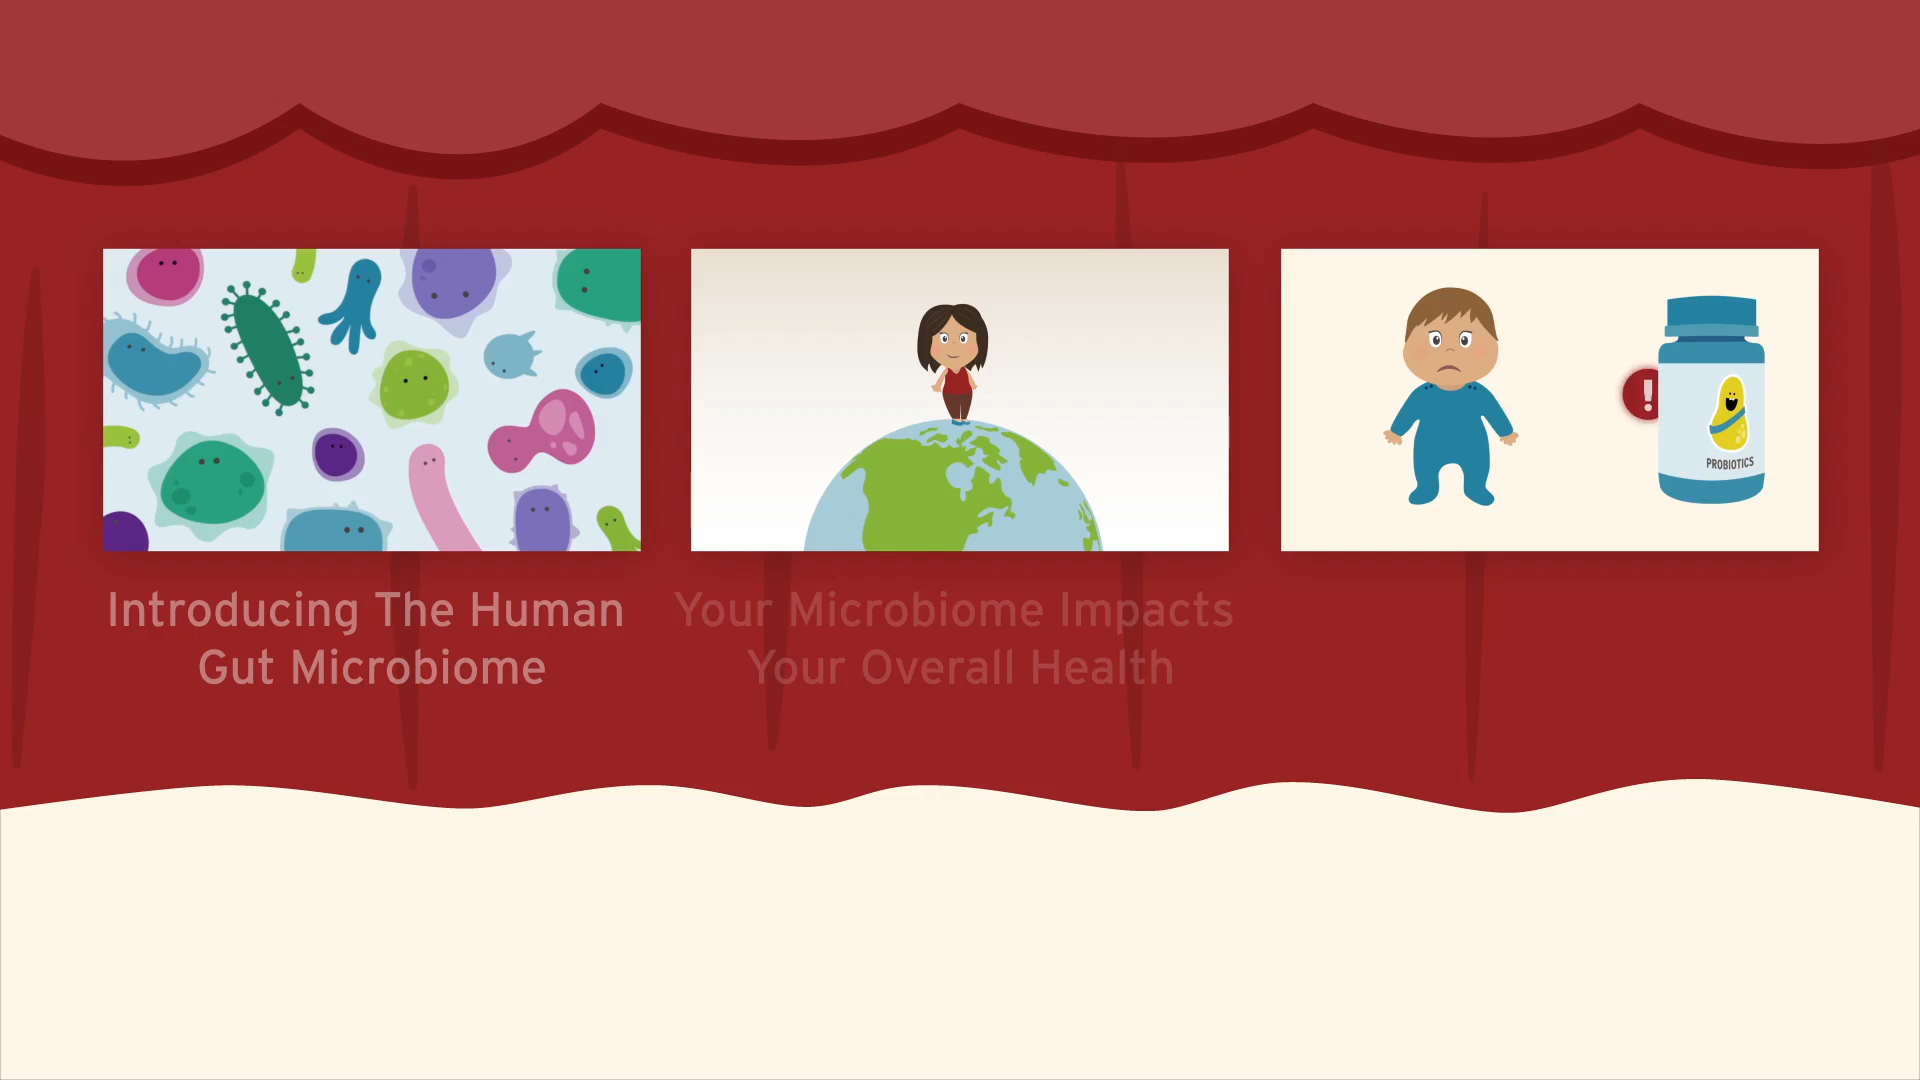 Introducing The Human
Gut Microbiome
Your Microbiome Impacts
Your Overall Health
!
PROBIOTICS